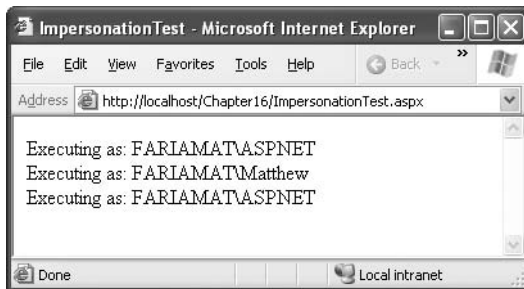 ImpersonationTest - Microsoft Internet Explorer
File Edit View Favorites Tools Help Back »
Address http://localhost/Chapter16/ImpersonationTest.aspx
Executing as: FARIAMAT\ASPNET
Executing as: FARIAMAT\Matthew
Executing as: FARIAMAT\ASPNET
Done Local intranet